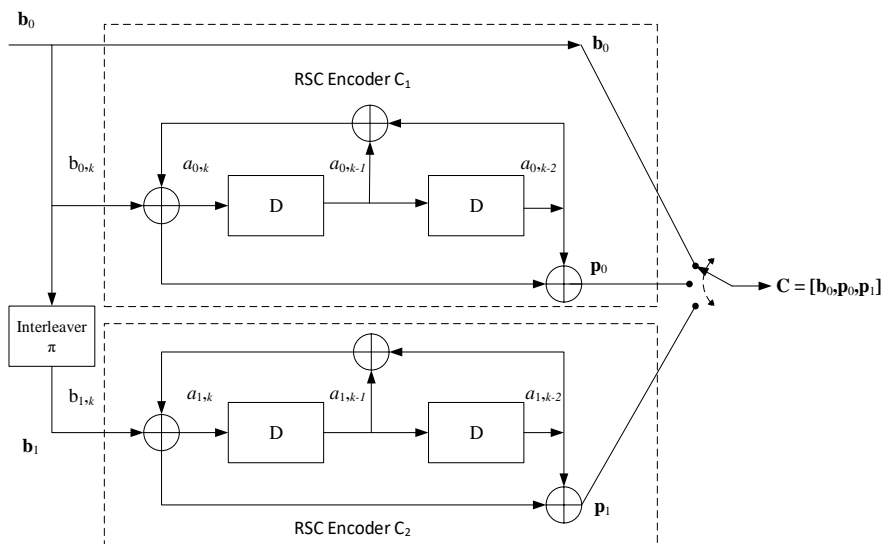 b₀
b₀
RSC Encoder C₁
b₀,ₖ
a₀,ₖ
a₀,ₖ₋₁
a₀,ₖ₋₂
D
D
p₀
C = [b₀,p₀,p₁]
Interleaver
π
b₁,ₖ
a₁,ₖ
a₁,ₖ₋₁
a₁,ₖ₋₂
D
D
b₁
p₁
RSC Encoder C₂